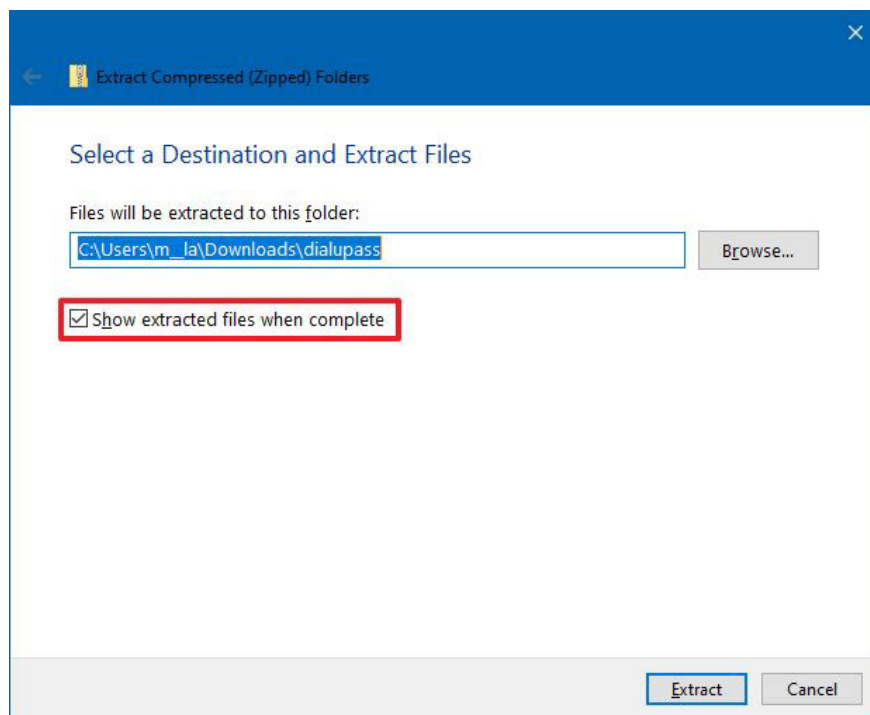 Extract Compressed (Zipped) Folders
Select a Destination and Extract Files
Files will be extracted to this folder:
C:\Users\m_la\Downloads\dialupass
Browse...
Show extracted files when complete
Extract
Cancel